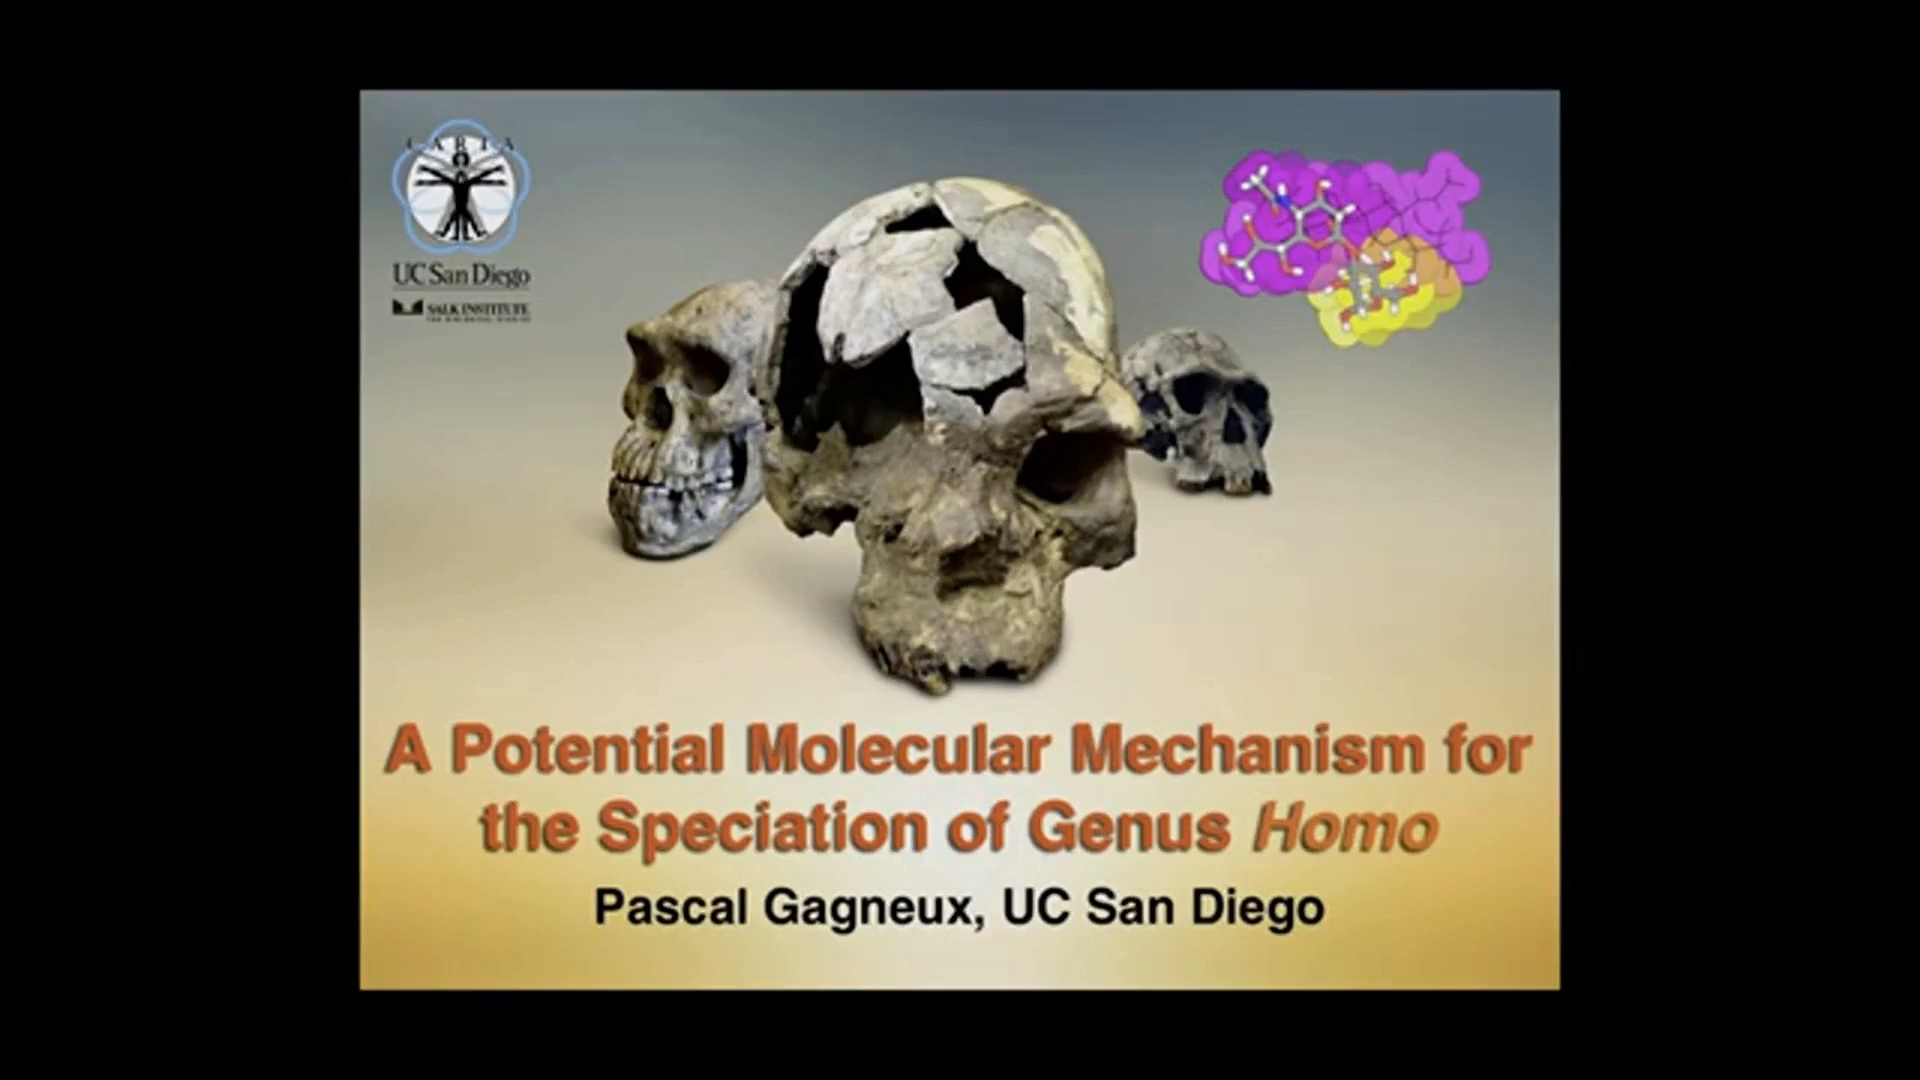 CARTA
UC San Diego
SALK INSTITUTE
A Potential Molecular Mechanism for
the Speciation of Genus Homo
Pascal Gagneux, UC San Diego